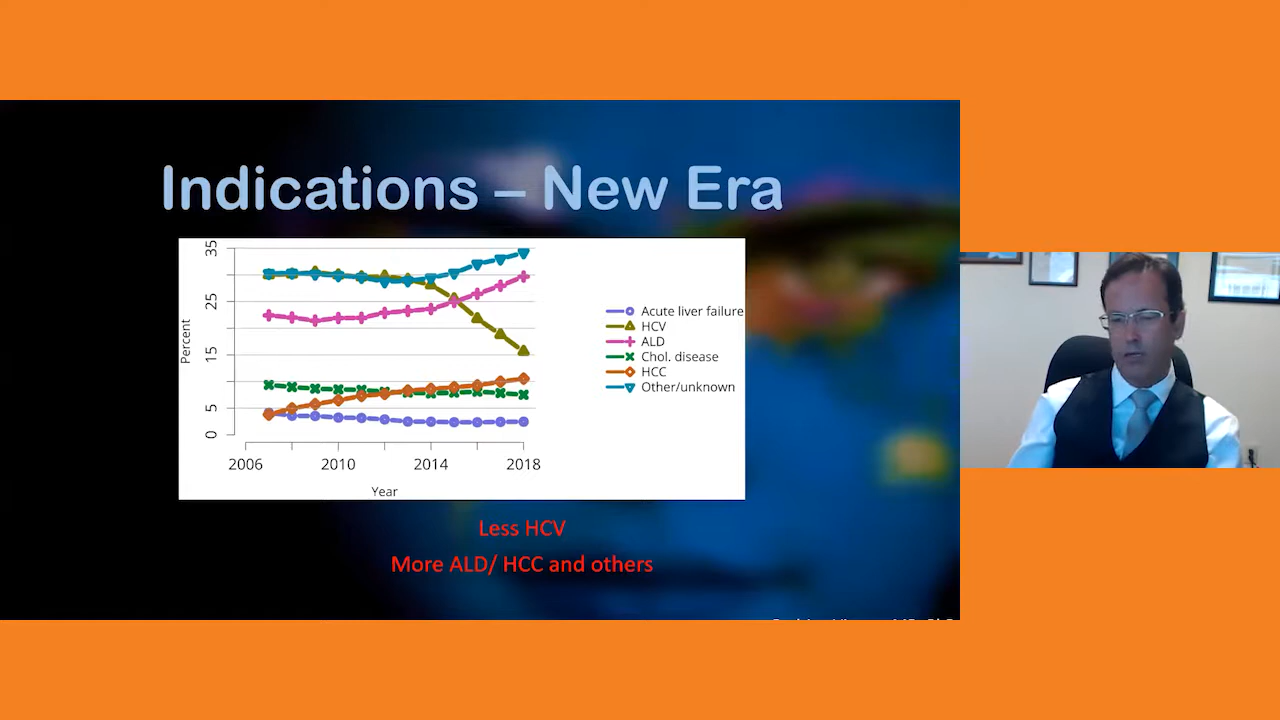 Indications – New Era
35
25
15
5
0
Percent
2006
2010
2014
2018
Year
Acute liver failure
HCV
ALD
Chol. disease
HCC
Other/unknown
Less HCV
More ALD/ HCC and others